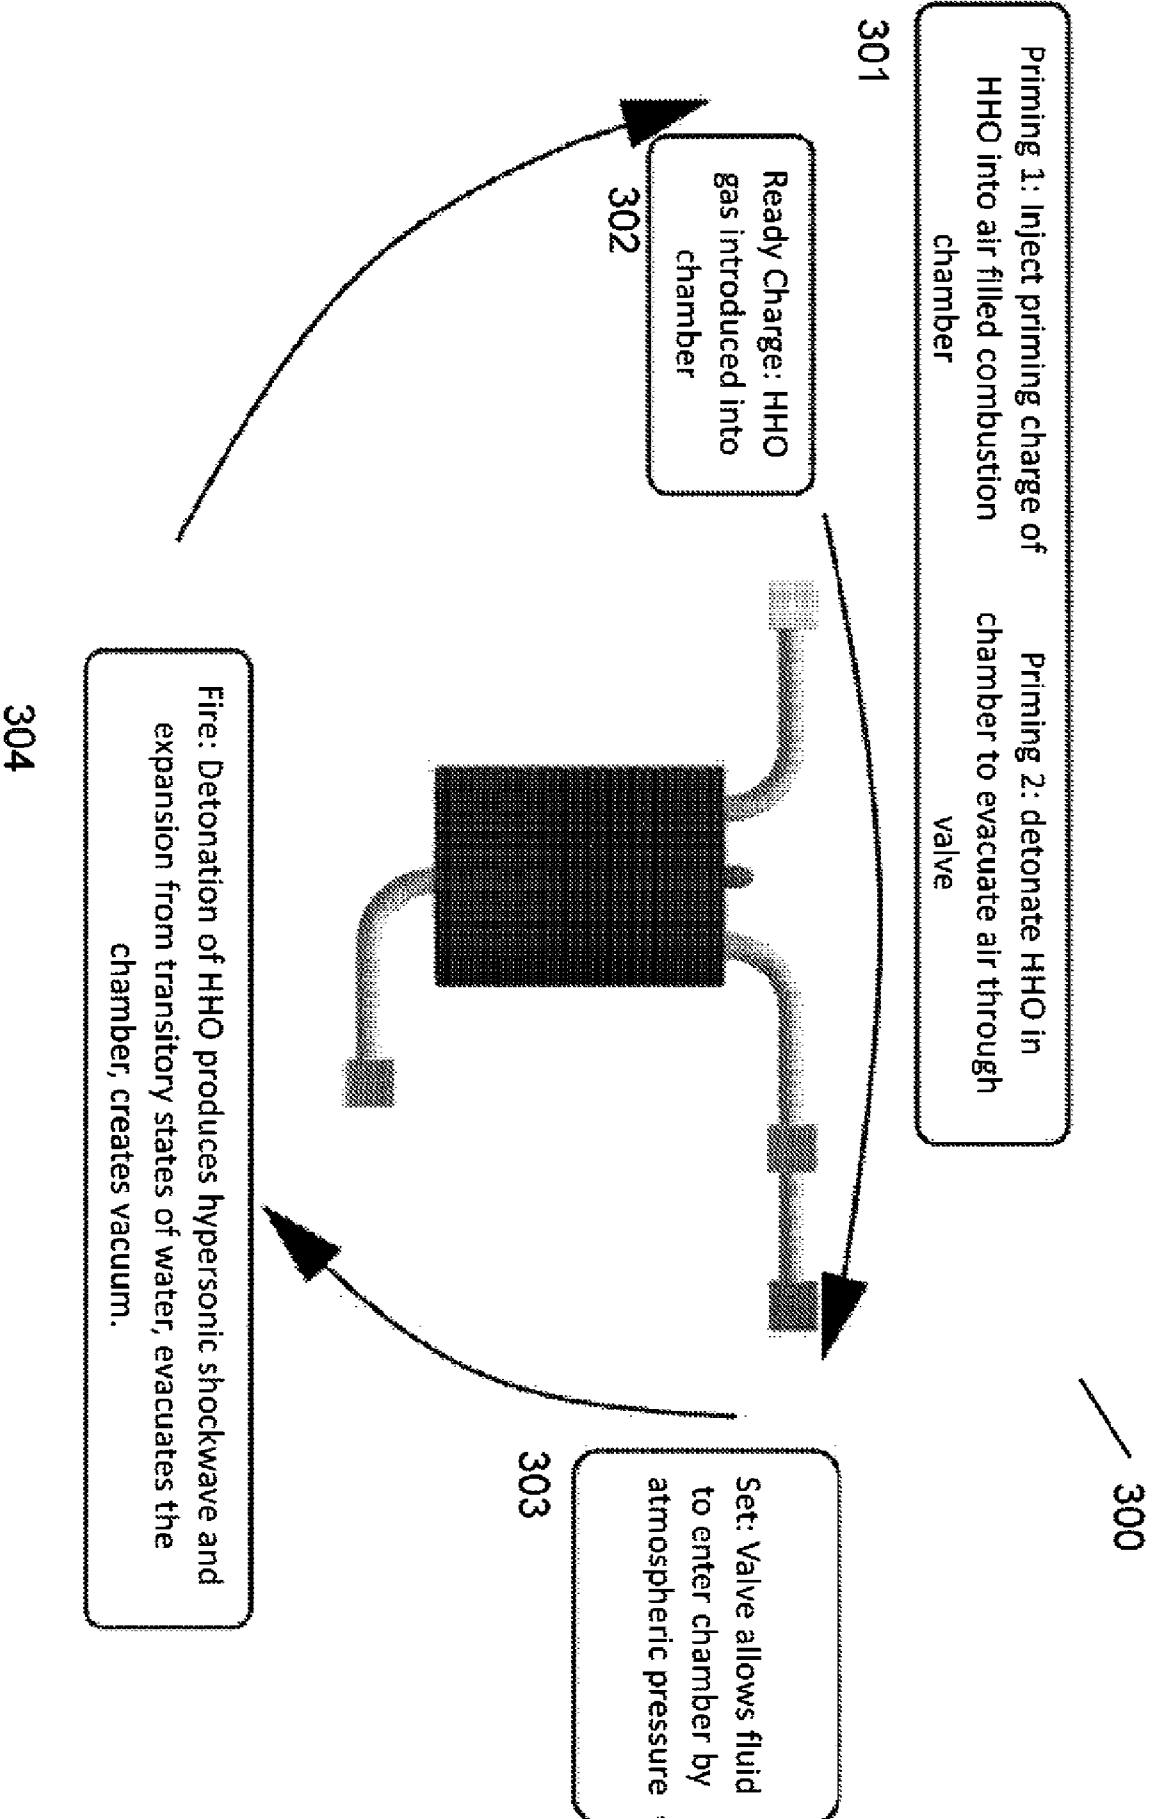 300
Priming 1: Inject priming charge of
HHO into air filled combustion
chamber
Priming 2: detonate HHO in
chamber to evacuate air through
valve
301
Ready Charge: HHO
gas introduced into
chamber
302
Set: Valve allows fluid
to enter chamber by
atmospheric pressure
303
Fire: Detonation of HHO produces hypersonic shockwave and
expansion from transitory states of water, evacuates the
chamber, creates vacuum.
304